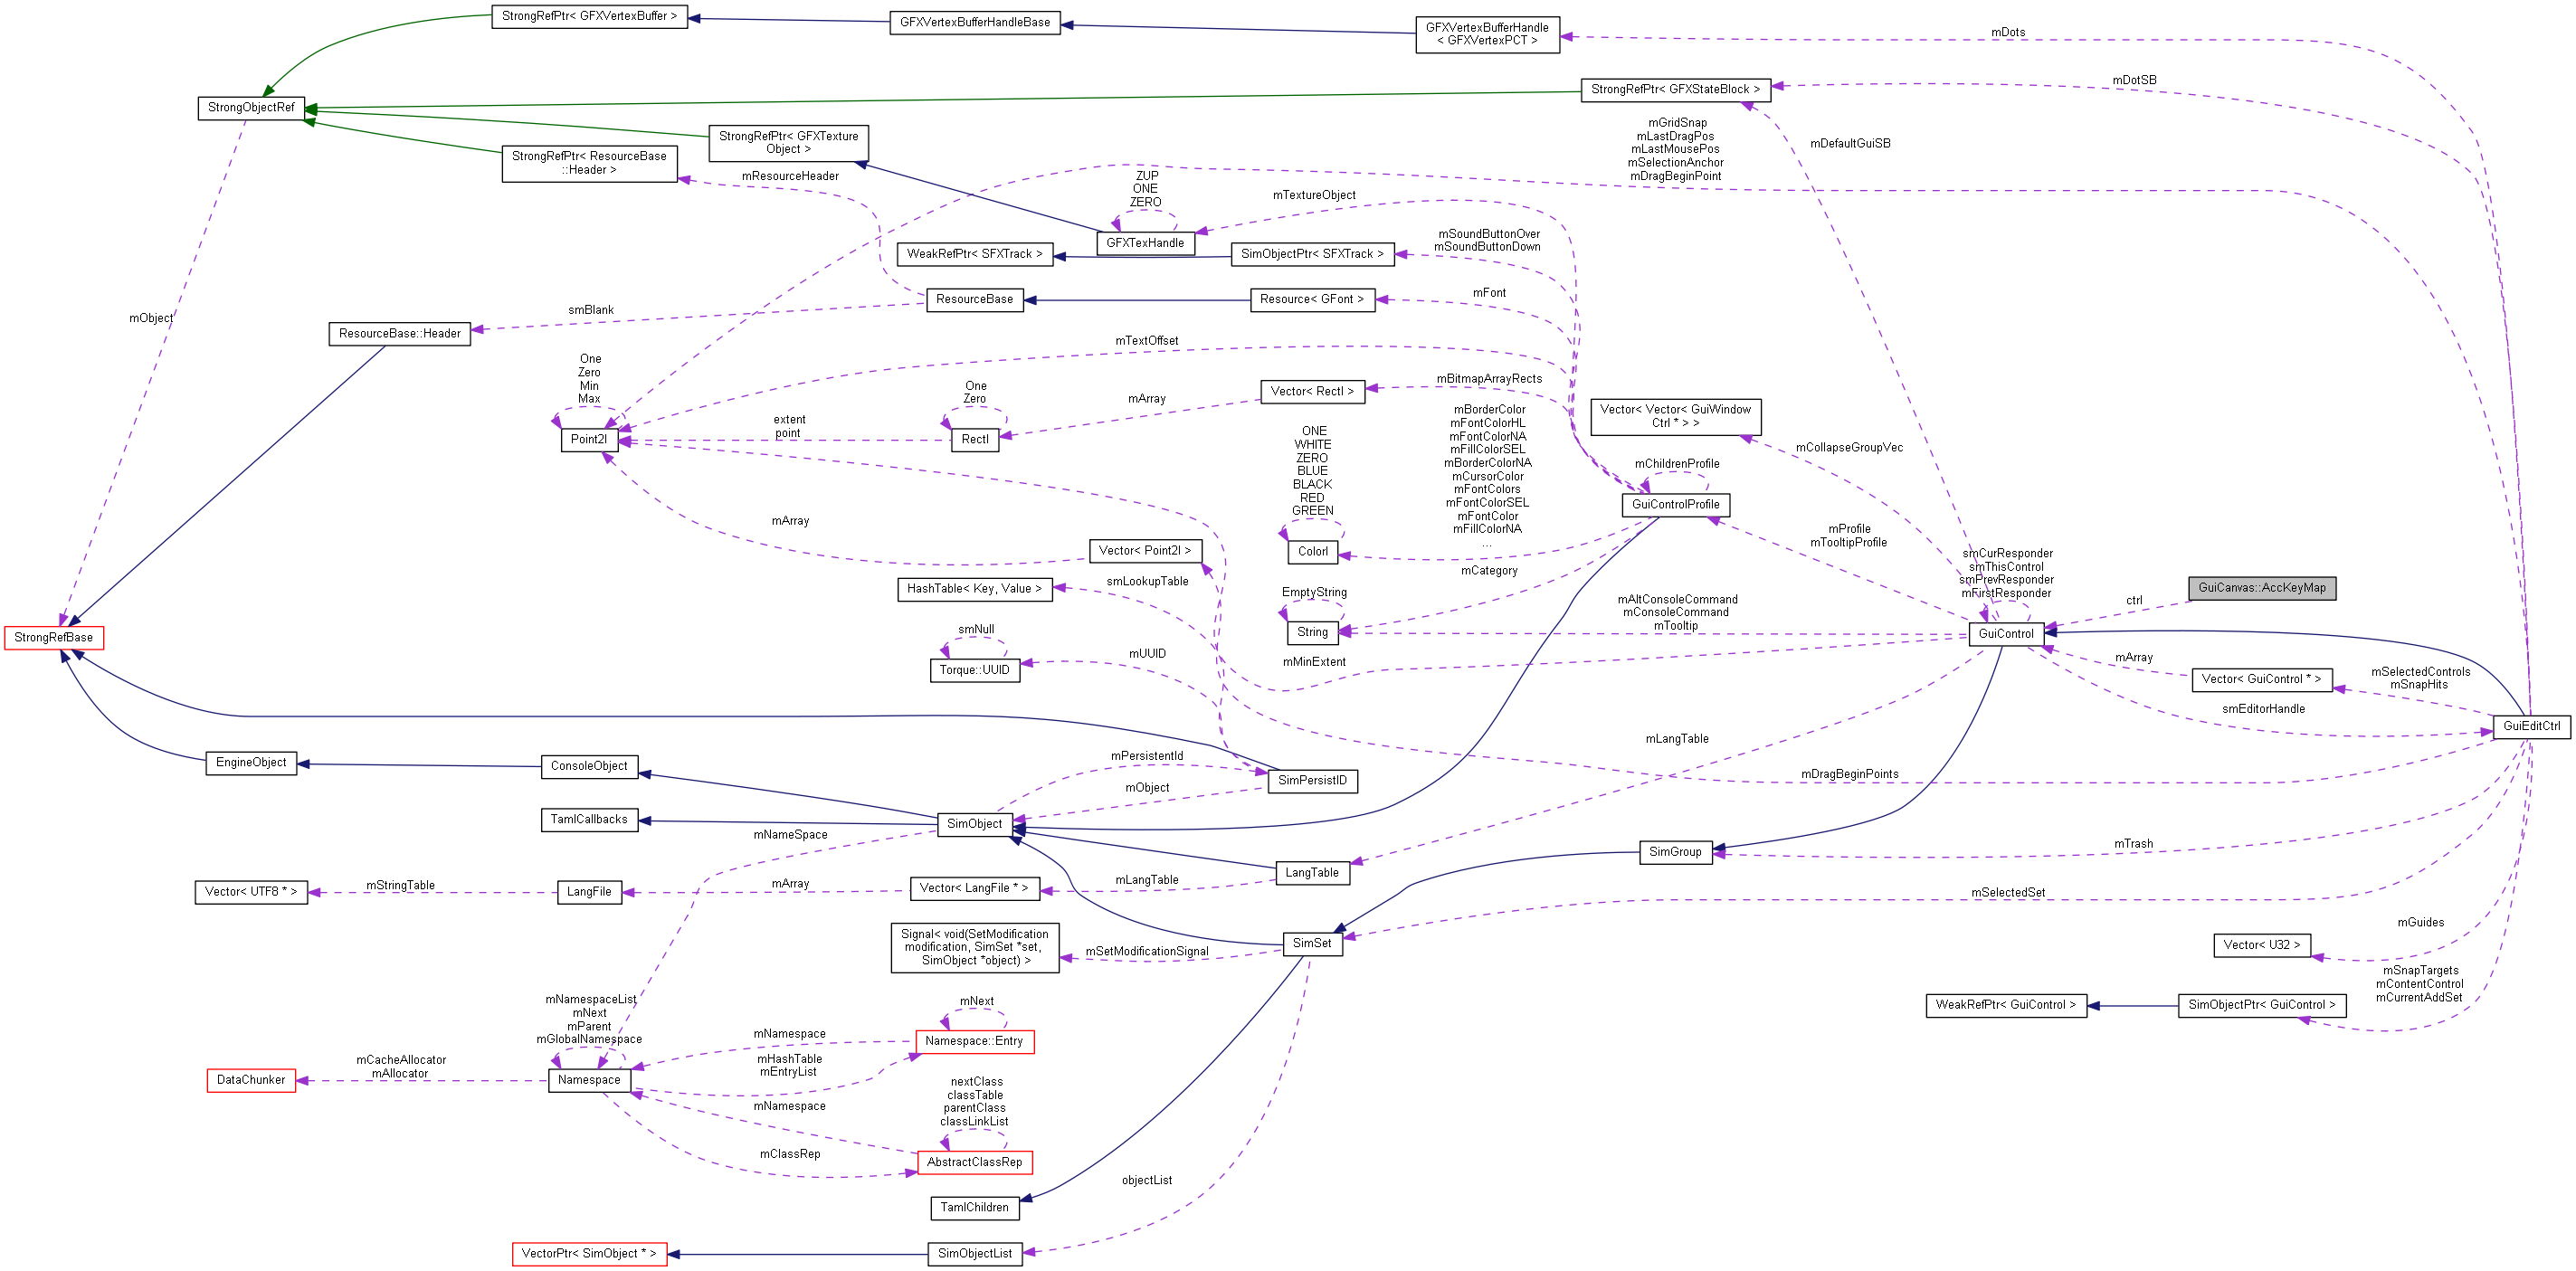 StrongRefPtr< GFXVertexBuffer >
GFXVertexBufferHandleBase
GFXVertexBufferHandle
< GFXVertexPCT >
mDots
StrongObjectRef
StrongRefPtr< GFXStateBlock >
mDotSB
StrongRefPtr< GFXTexture
Object >
StrongRefPtr< ResourceBase
::Header >
mResourceHeader
mGridSnap
mLastDragPos
mLastMousePos
mSelectionAnchor
mDragBeginPoint
mDefaultGuiSB
ZUP
ONE
ZERO
GFXTexHandle
mTextureObject
WeakRefPtr< SFXTrack >
SimObjectPtr< SFXTrack >
mSoundButtonOver
mSoundButtonDown
ResourceBase
Resource< GFont >
mFont
mObject
smBlank
ResourceBase::Header
mTextOffset
One
Zero
Min
Max
Point2I
extent
point
One
Zero
RectI
mArray
Vector< RectI >
mBitmapArrayRects
mBorderColor
mFontColorHL
mFontColorNA
mFillColorSEL
mBorderColorNA
mCursorColor
mFontColors
mFontColorSEL
mFontColor
mFillColorNA
...
ONE
WHITE
ZERO
BLUE
BLACK
RED
GREEN
ColorI
Vector< Vector< GuiWindow
Ctrl * > >
mCollapseGroupVec
mChildrenProfile
GuiControlProfile
mProfile
mTooltipProfile
mArray
Vector< Point2I >
HashTable< Key, Value >
smLookupTable
mCategory
EmptyString
String
mAltConsoleCommand
mConsoleCommand
mTooltip
smCurResponder
smThisControl
smPrevResponder
mFirstResponder
GuiControl
ctrl
GuiCanvas::AccKeyMap
StrongRefBase
smNull
Torque::UUID
mUUID
mMinExtent
mArray
Vector< GuiControl * >
mSelectedControls
mSnapHits
smEditorHandle
GuiEditCtrl
mLangTable
EngineObject
ConsoleObject
mPersistentId
SimPersistID
mDragBeginPoints
mObject
TamlCallbacks
SimObject
mNameSpace
SimGroup
mTrash
LangTable
Vector< UTF8 * >
mStringTable
LangFile
mArray
Vector< LangFile * >
mLangTable
mSelectedSet
Signal< void(SetModification
modification, SimSet *set,
SimObject *object) >
mSetModificationSignal
SimSet
Vector< U32 >
mGuides
mSnapTargets
mContentControl
mCurrentAddSet
WeakRefPtr< GuiControl >
SimObjectPtr< GuiControl >
mNamespaceList
mNext
mParent
mGlobalNamespace
Namespace
mNext
Namespace::Entry
mNamespace
mHashTable
mEntryList
DataChunker
mCacheAllocator
mAllocator
mNamespace
nextClass
classTable
parentClass
classLinkList
AbstractClassRep
mClassRep
objectList
TamlChildren
VectorPtr< SimObject * >
SimObjectList